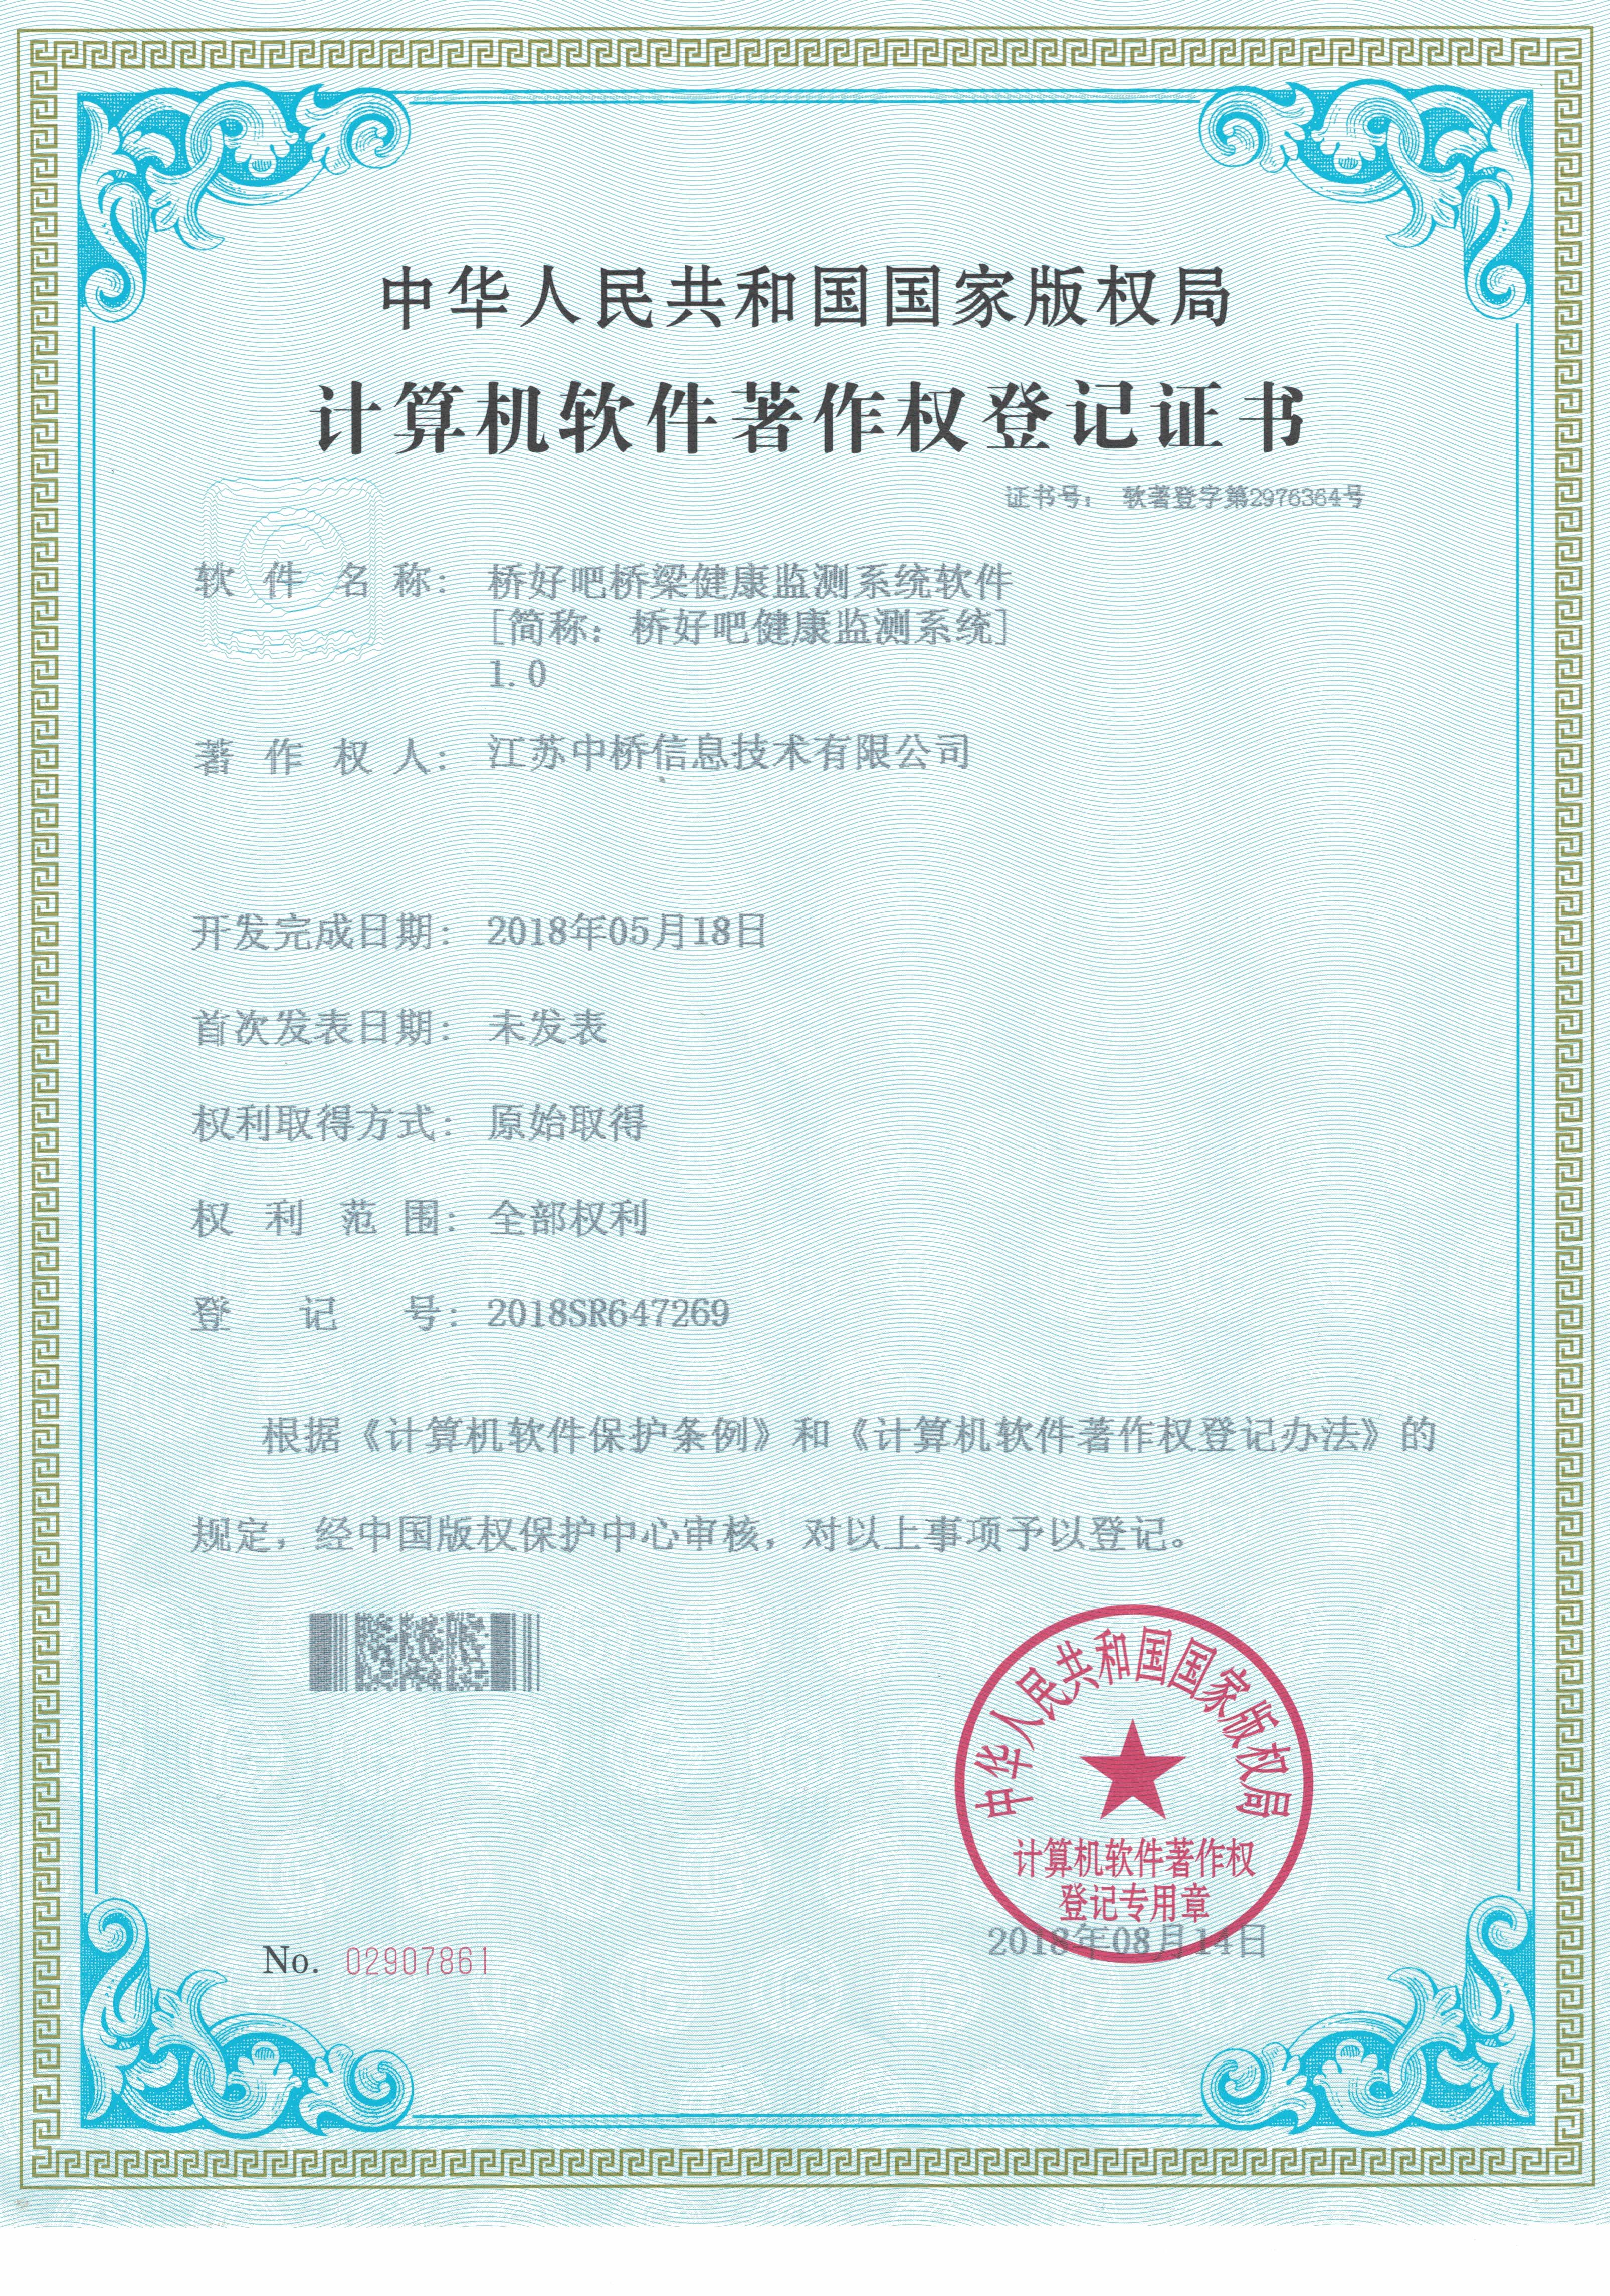 中华人民共和国国家版权局
计算机软件著作权登记证书
证书号： 软著登字第2976364号
软件名称： 桥好吧桥梁健康监测系统软件
[简称：桥好吧健康监测系统]
1.0
著作权人： 江苏中桥信息技术有限公司
开发完成日期： 2018年05月18日
首次发表日期： 未发表
权利取得方式： 原始取得
权利范围： 全部权利
登记号： 2018SR647269
根据《计算机软件保护条例》和《计算机软件著作权登记办法》的
规定，经中国版权保护中心审核，对以上事项予以登记。
中华人民共和国国家版权局
计算机软件著作权
登记专用章
2018年08月14日
No. 02907861